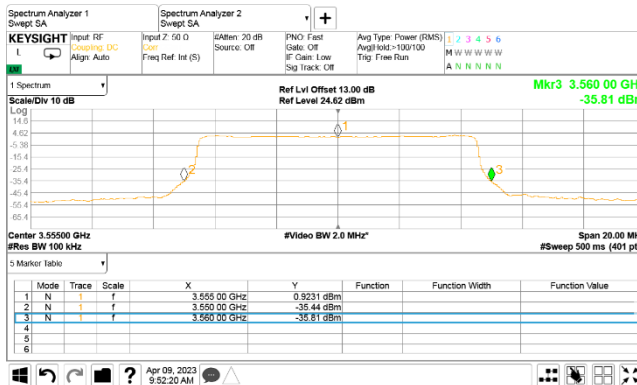 Spectrum Analyzer 1
Swept SA
Spectrum Analyzer 2
Swept SA
+
KEYSIGHT
L
Input: RF
Coupling: DC
Align: Auto
Input Z: 50 Ω
Corr
Freq Ref: Int (S)
#Atten: 20 dB
Source: Off
PNO: Fast
Gate: Off
IF Gain: Low
Sig Track: Off
Avg Type: Power (RMS)
Avg|Hold:>100/100
Trig: Free Run
1 2 3 4 5 6
M W W W W W
A N N N N N
1 Spectrum
Scale/Div 10 dB
Log
Ref Lvl Offset 13.00 dB
Ref Level 24.62 dBm
Mkr3 3.560 00 GH
-35.81 dB
14.6
4.62
-5.38
-15.4
-25.4
-35.4
-45.4
-55.4
-65.4
1
2
3
Center 3.55500 GHz
#Res BW 100 kHz
#Video BW 2.0 MHz*
Span 20.00 M
#Sweep 500 ms (401 pt
5 Marker Table
Mode Trace Scale X Y Function Function Width Function Value
1 N 1 f 3.555 00 GHz 0.9231 dBm
2 N 1 f 3.550 00 GHz -35.44 dBm
3 N 1 f 3.560 00 GHz -35.81 dBm
4
5
6
?
Apr 09, 2023
9:52:20 AM